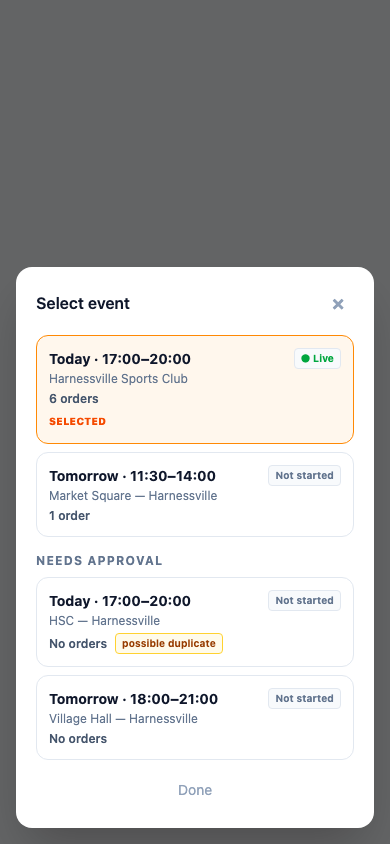 Select event
×
Today · 17:00–20:00
Live
Harnessville Sports Club
6 orders
SELECTED
Tomorrow · 11:30–14:00
Not started
Market Square — Harnessville
1 order
NEEDS APPROVAL
Today · 17:00–20:00
Not started
HSC — Harnessville
No orders possible duplicate
Tomorrow · 18:00–21:00
Not started
Village Hall — Harnessville
No orders
Done